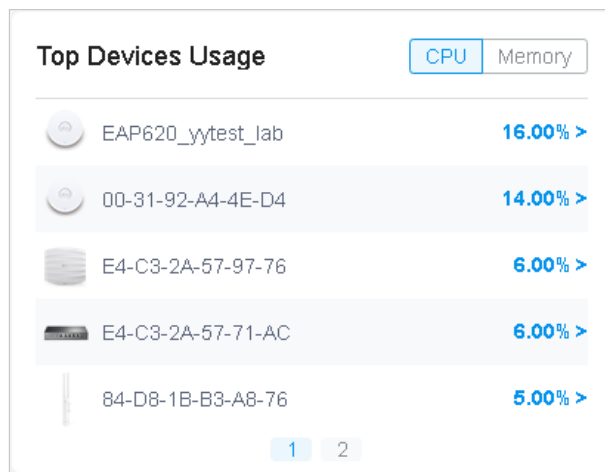 Top Devices Usage CPU Memory
EAP620_yytest_lab 16.00% >
00-31-92-A4-4E-D4 14.00% >
E4-C3-2A-57-97-76 6.00% >
E4-C3-2A-57-71-AC 6.00% >
84-D8-1B-B3-A8-76 5.00% >
1 2